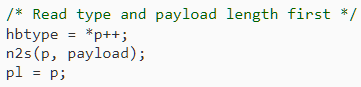 /* Read type and payload length first */
hbtype = *p++;
n2s(p, payload);
pl = p;